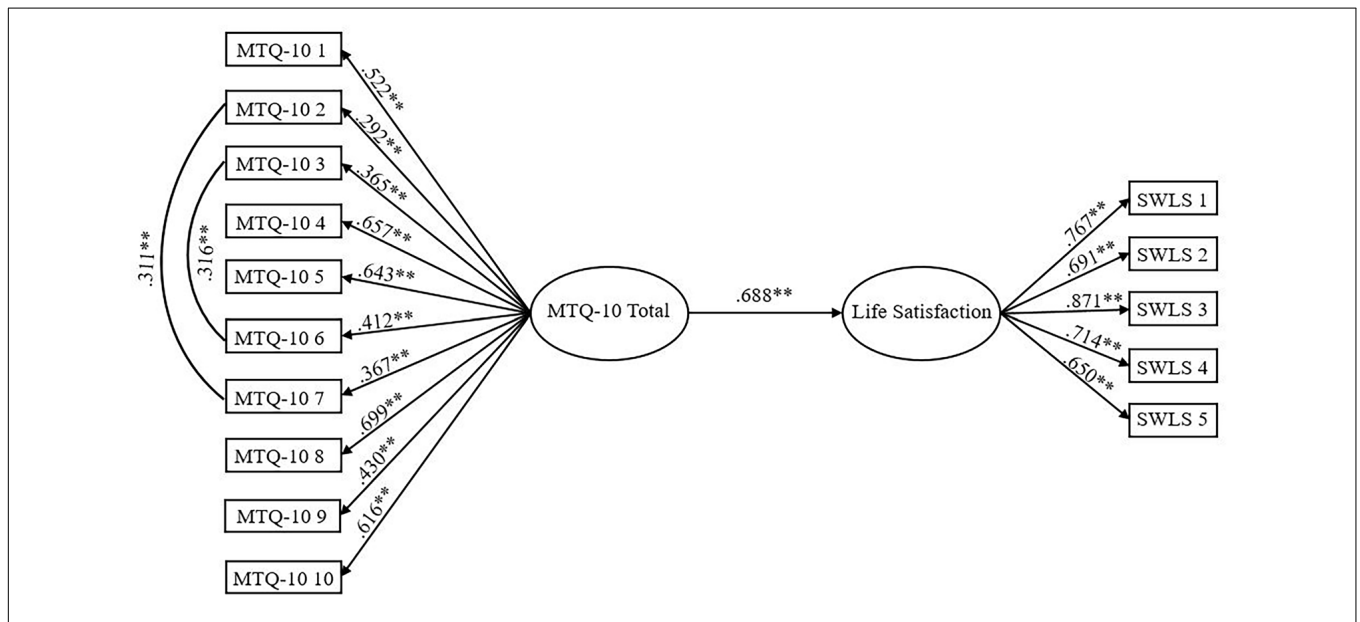 MTQ-10 1
.522**
MTQ-10 2
.292**
MTQ-10 3
.365**
MTQ-10 4
.657**
MTQ-10 5
.643**
MTQ-10 6
.412**
MTQ-10 7
.367**
MTQ-10 8
.699**
MTQ-10 9
.430**
MTQ-10 10
.616**
.311**
.316**
MTQ-10 Total
.688**
Life Satisfaction
.767**
SWLS 1
.691**
SWLS 2
.871**
SWLS 3
.714**
SWLS 4
.650**
SWLS 5